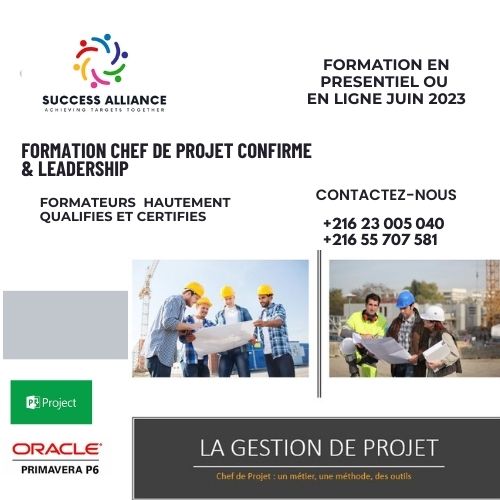 SUCCESS ALLIANCE
ACHIEVING TARGETS TOGETHER
FORMATION EN
PRESENTIEL OU
EN LIGNE JUIN 2023
FORMATION CHEF DE PROJET CONFIRME
& LEADERSHIP
FORMATEURS HAUTEMENT
QUALIFIES ET CERTIFIES
CONTACTEZ-NOUS
+216 23 005 040
+216 55 707 581
Project
ORACLE
PRIMAVERA P6
LA GESTION DE PROJET
Chef de Projet : un métier, une méthode, des outils